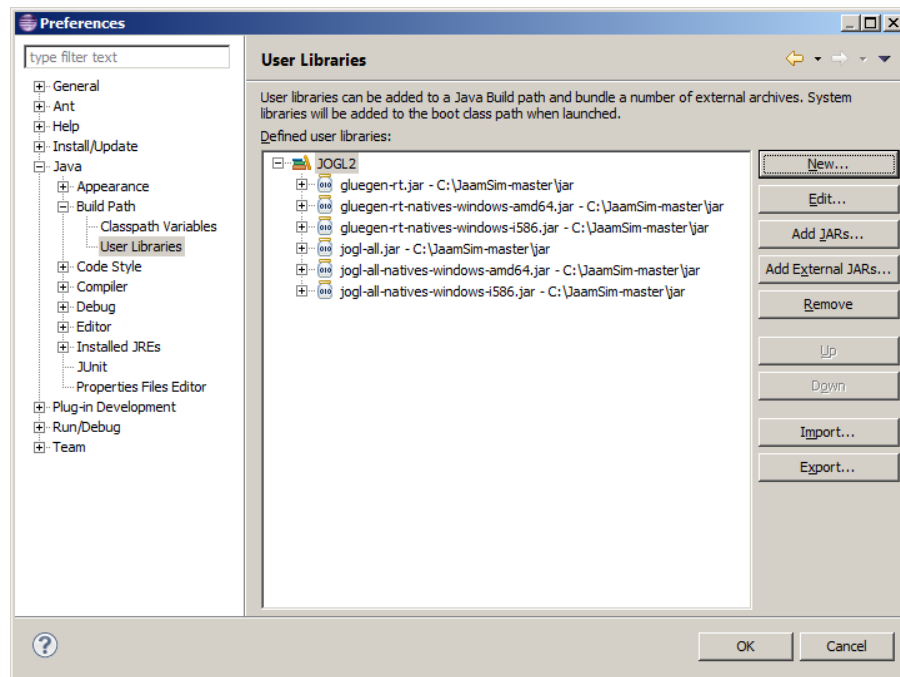 Preferences
type filter text
General
Ant
Help
Install/Update
Java
Appearance
Build Path
Classpath Variables
User Libraries
Code Style
Compiler
Debug
Editor
Installed JREs
JUnit
Properties Files Editor
Plug-in Development
Run/Debug
Team
User Libraries
User libraries can be added to a Java Build path and bundle a number of external archives. System
libraries will be added to the boot class path when launched.
Defined user libraries:
JOGL2
gluegen-rt.jar - C:\JaamSim-master\jar
gluegen-rt-natives-windows-amd64.jar - C:\JaamSim-master\jar
gluegen-rt-natives-windows-i586.jar - C:\JaamSim-master\jar
jogl-all.jar - C:\JaamSim-master\jar
jogl-all-natives-windows-amd64.jar - C:\JaamSim-master\jar
jogl-all-natives-windows-i586.jar - C:\JaamSim-master\jar
New...
Edit...
Add JARs...
Add External JARs...
Remove
Up
Down
Import...
Export...
OK
Cancel